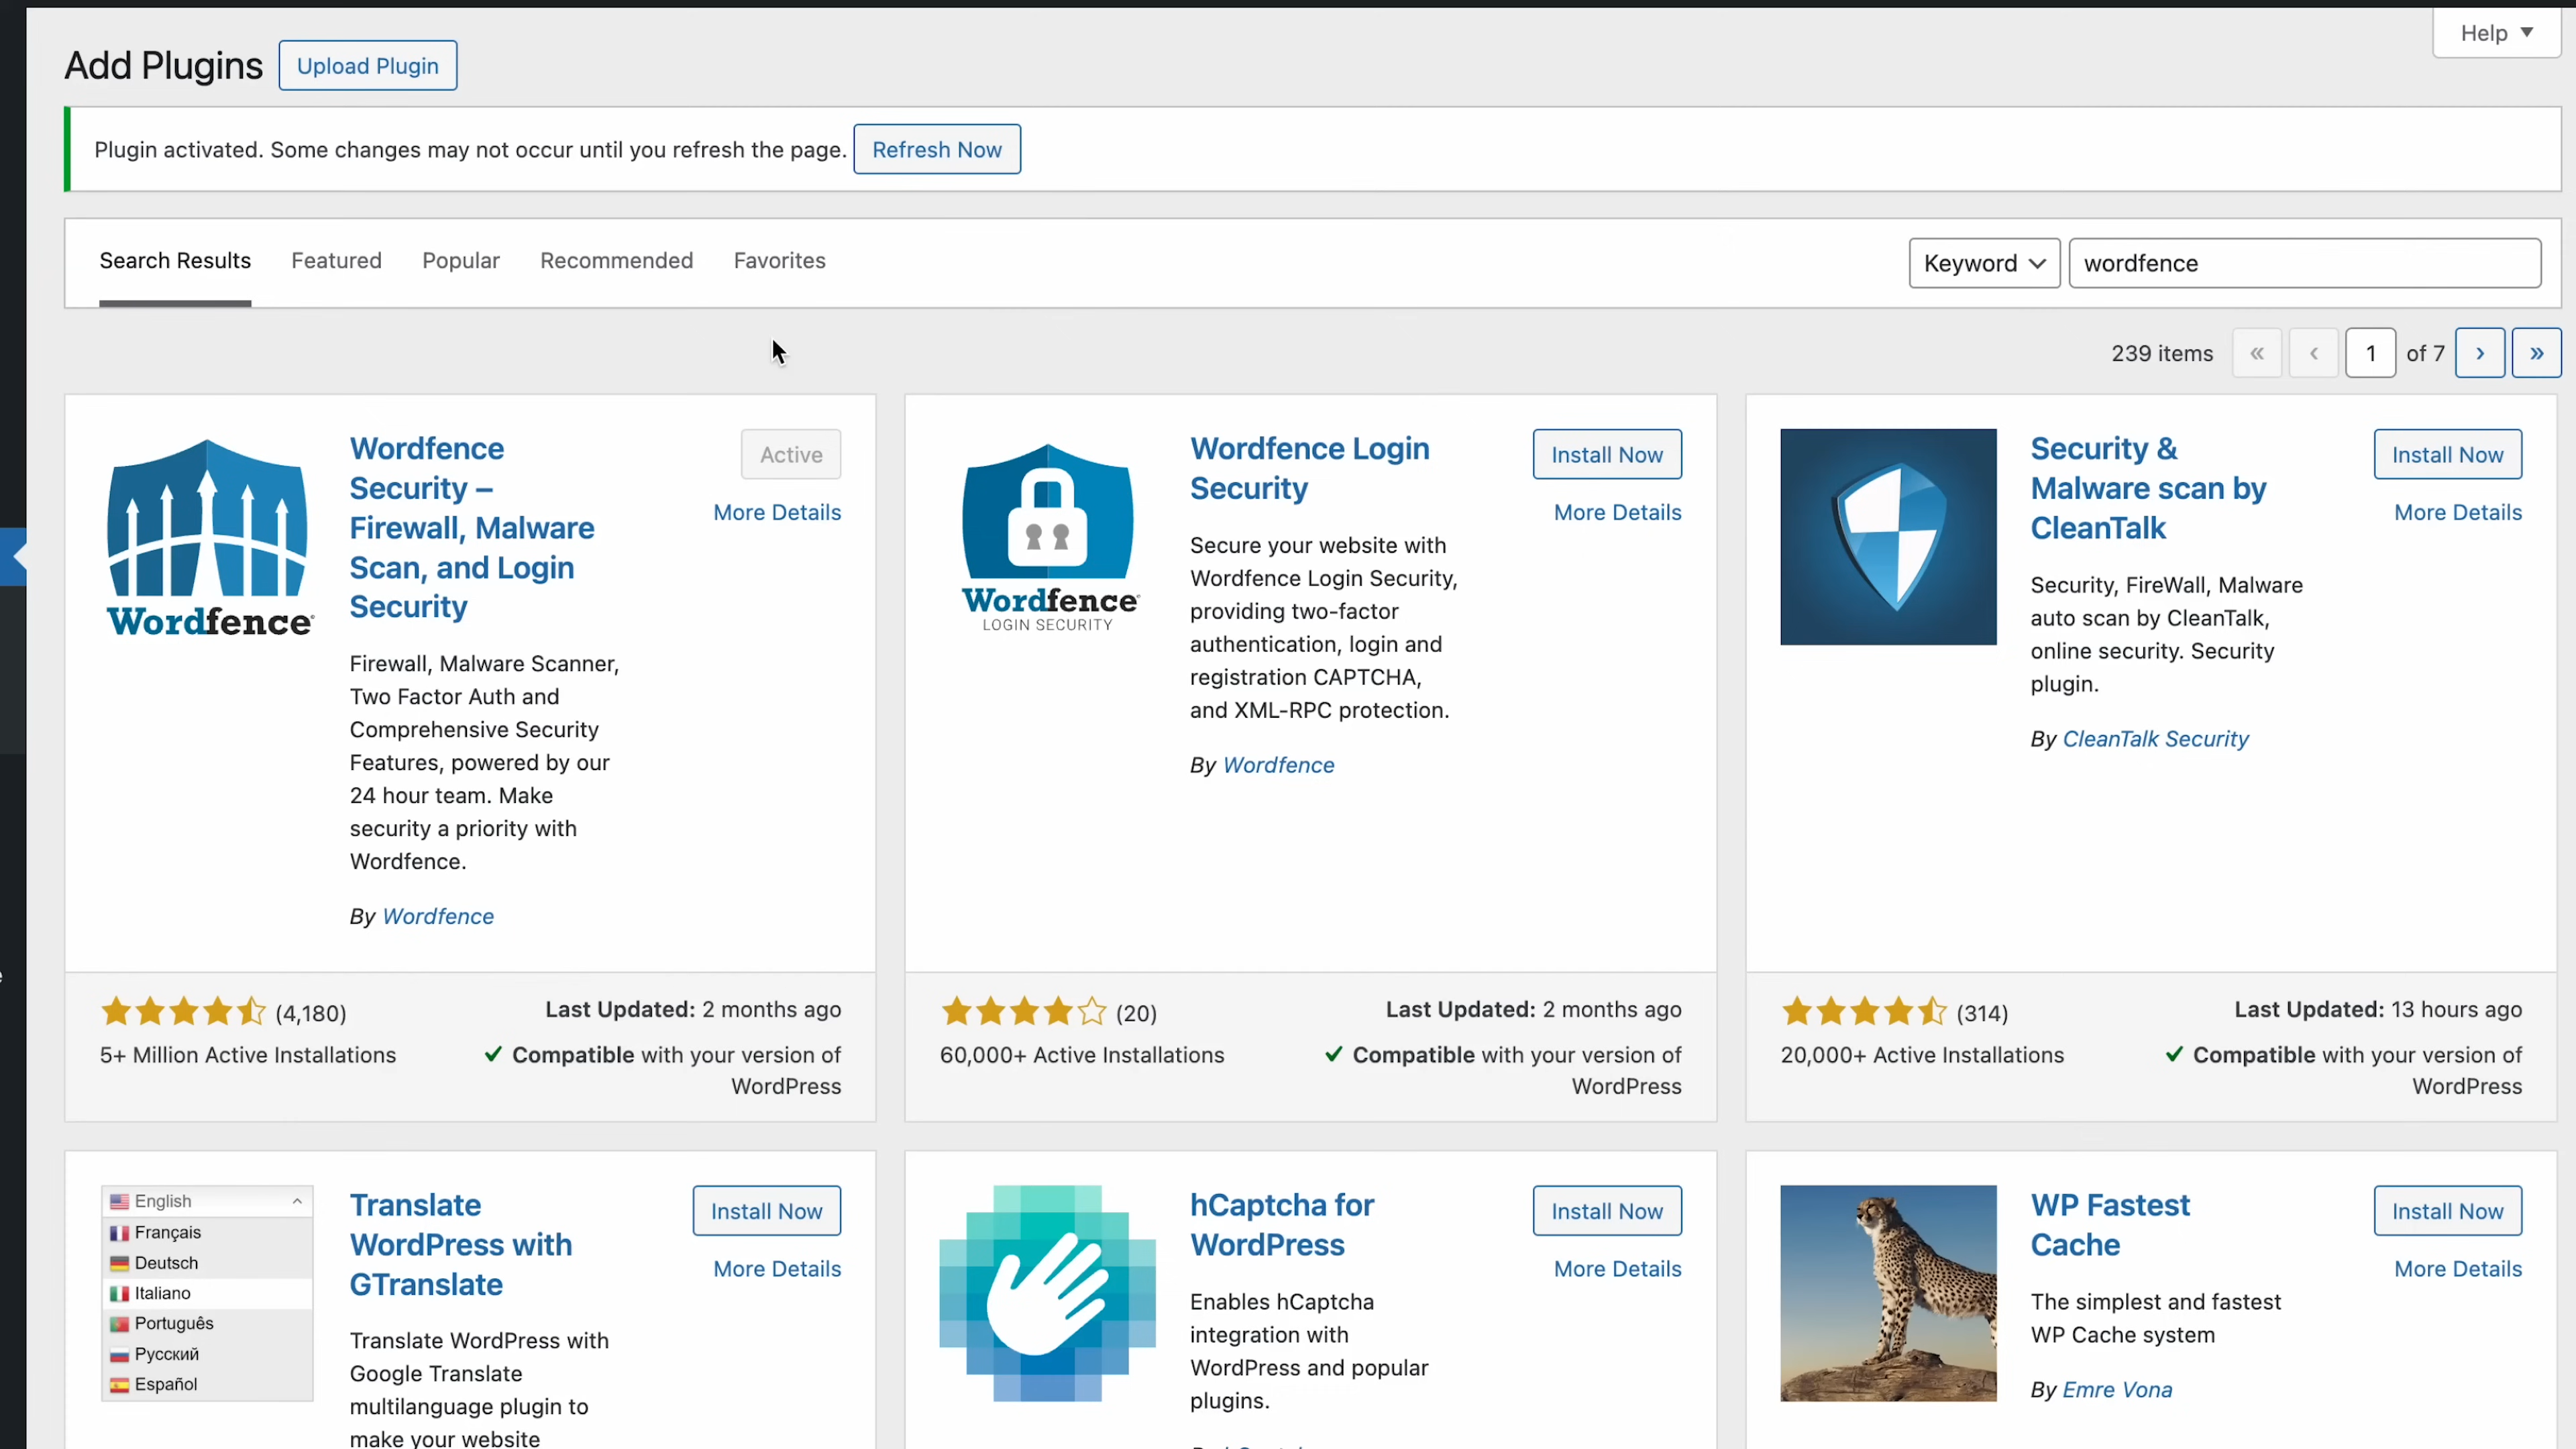 Help
Add Plugins
Upload Plugin
Plugin activated. Some changes may not occur until you refresh the page.
Refresh Now
Search Results
Featured
Popular
Recommended
Favorites
Keyword
wordfence
239 items
«
‹
1
of 7
›
»
Wordfence
Wordfence
Security –
Firewall, Malware
Scan, and Login
Security
Active
More Details
Firewall, Malware Scanner,
Two Factor Auth and
Comprehensive Security
Features, powered by our
24 hour team. Make
security a priority with
Wordfence.
By Wordfence
(4,180)
Last Updated: 2 months ago
5+ Million Active Installations
Compatible with your version of
WordPress
Wordfence
LOGIN SECURITY
Wordfence Login
Security
Install Now
More Details
Secure your website with
Wordfence Login Security,
providing two-factor
authentication, login and
registration CAPTCHA,
and XML-RPC protection.
By Wordfence
(20)
Last Updated: 2 months ago
60,000+ Active Installations
Compatible with your version of
WordPress
Security &
Malware scan by
CleanTalk
Install Now
More Details
Security, FireWall, Malware
auto scan by CleanTalk,
online security. Security
plugin.
By CleanTalk Security
(314)
Last Updated: 13 hours ago
20,000+ Active Installations
Compatible with your version of
WordPress
English
Français
Deutsch
Italiano
Português
Русский
Español
Translate
WordPress with
GTranslate
Install Now
More Details
Translate WordPress with
Google Translate
multilanguage plugin to
make your website
hCaptcha for
WordPress
Install Now
More Details
Enables hCaptcha
integration with
WordPress and popular
plugins.
WP Fastest
Cache
Install Now
More Details
The simplest and fastest
WP Cache system
By Emre Vona